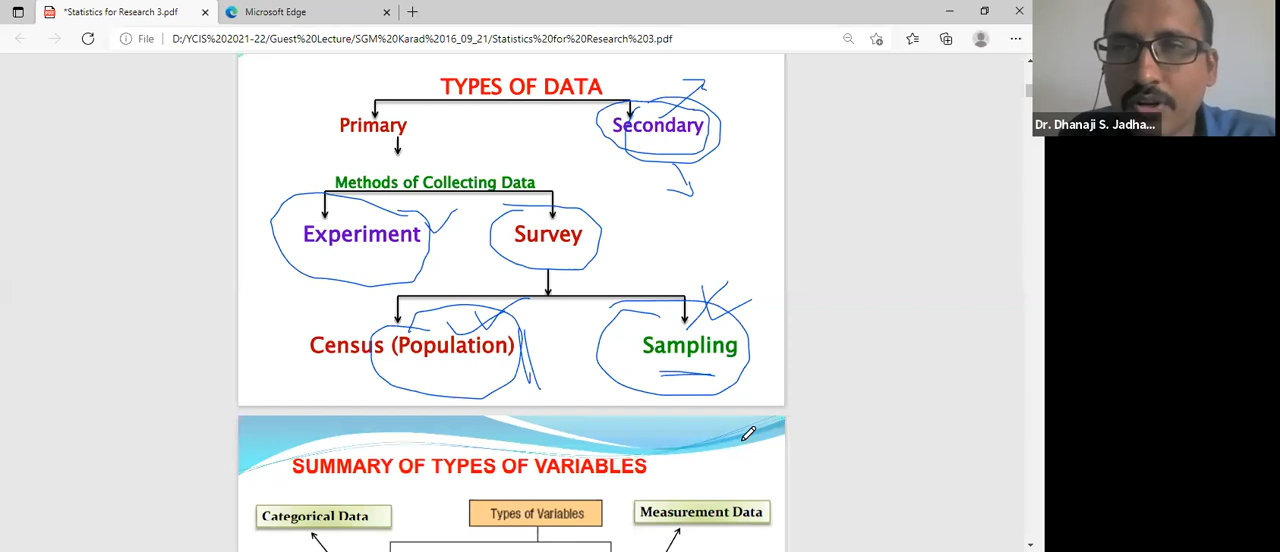 *Statistics for Research 3.pdf
Microsoft Edge
File
D:/YCIS%202021-22/Guest%20Lecture/SGM%20Karad%2016_09_21/Statistics%20for%20Research%203.pdf
TYPES OF DATA
Primary
Secondary
Methods of Collecting Data
Experiment
Survey
Census (Population)
Sampling
SUMMARY OF TYPES OF VARIABLES
Categorical Data
Types of Variables
Measurement Data
Dr. Dhanaji S. Jadha...